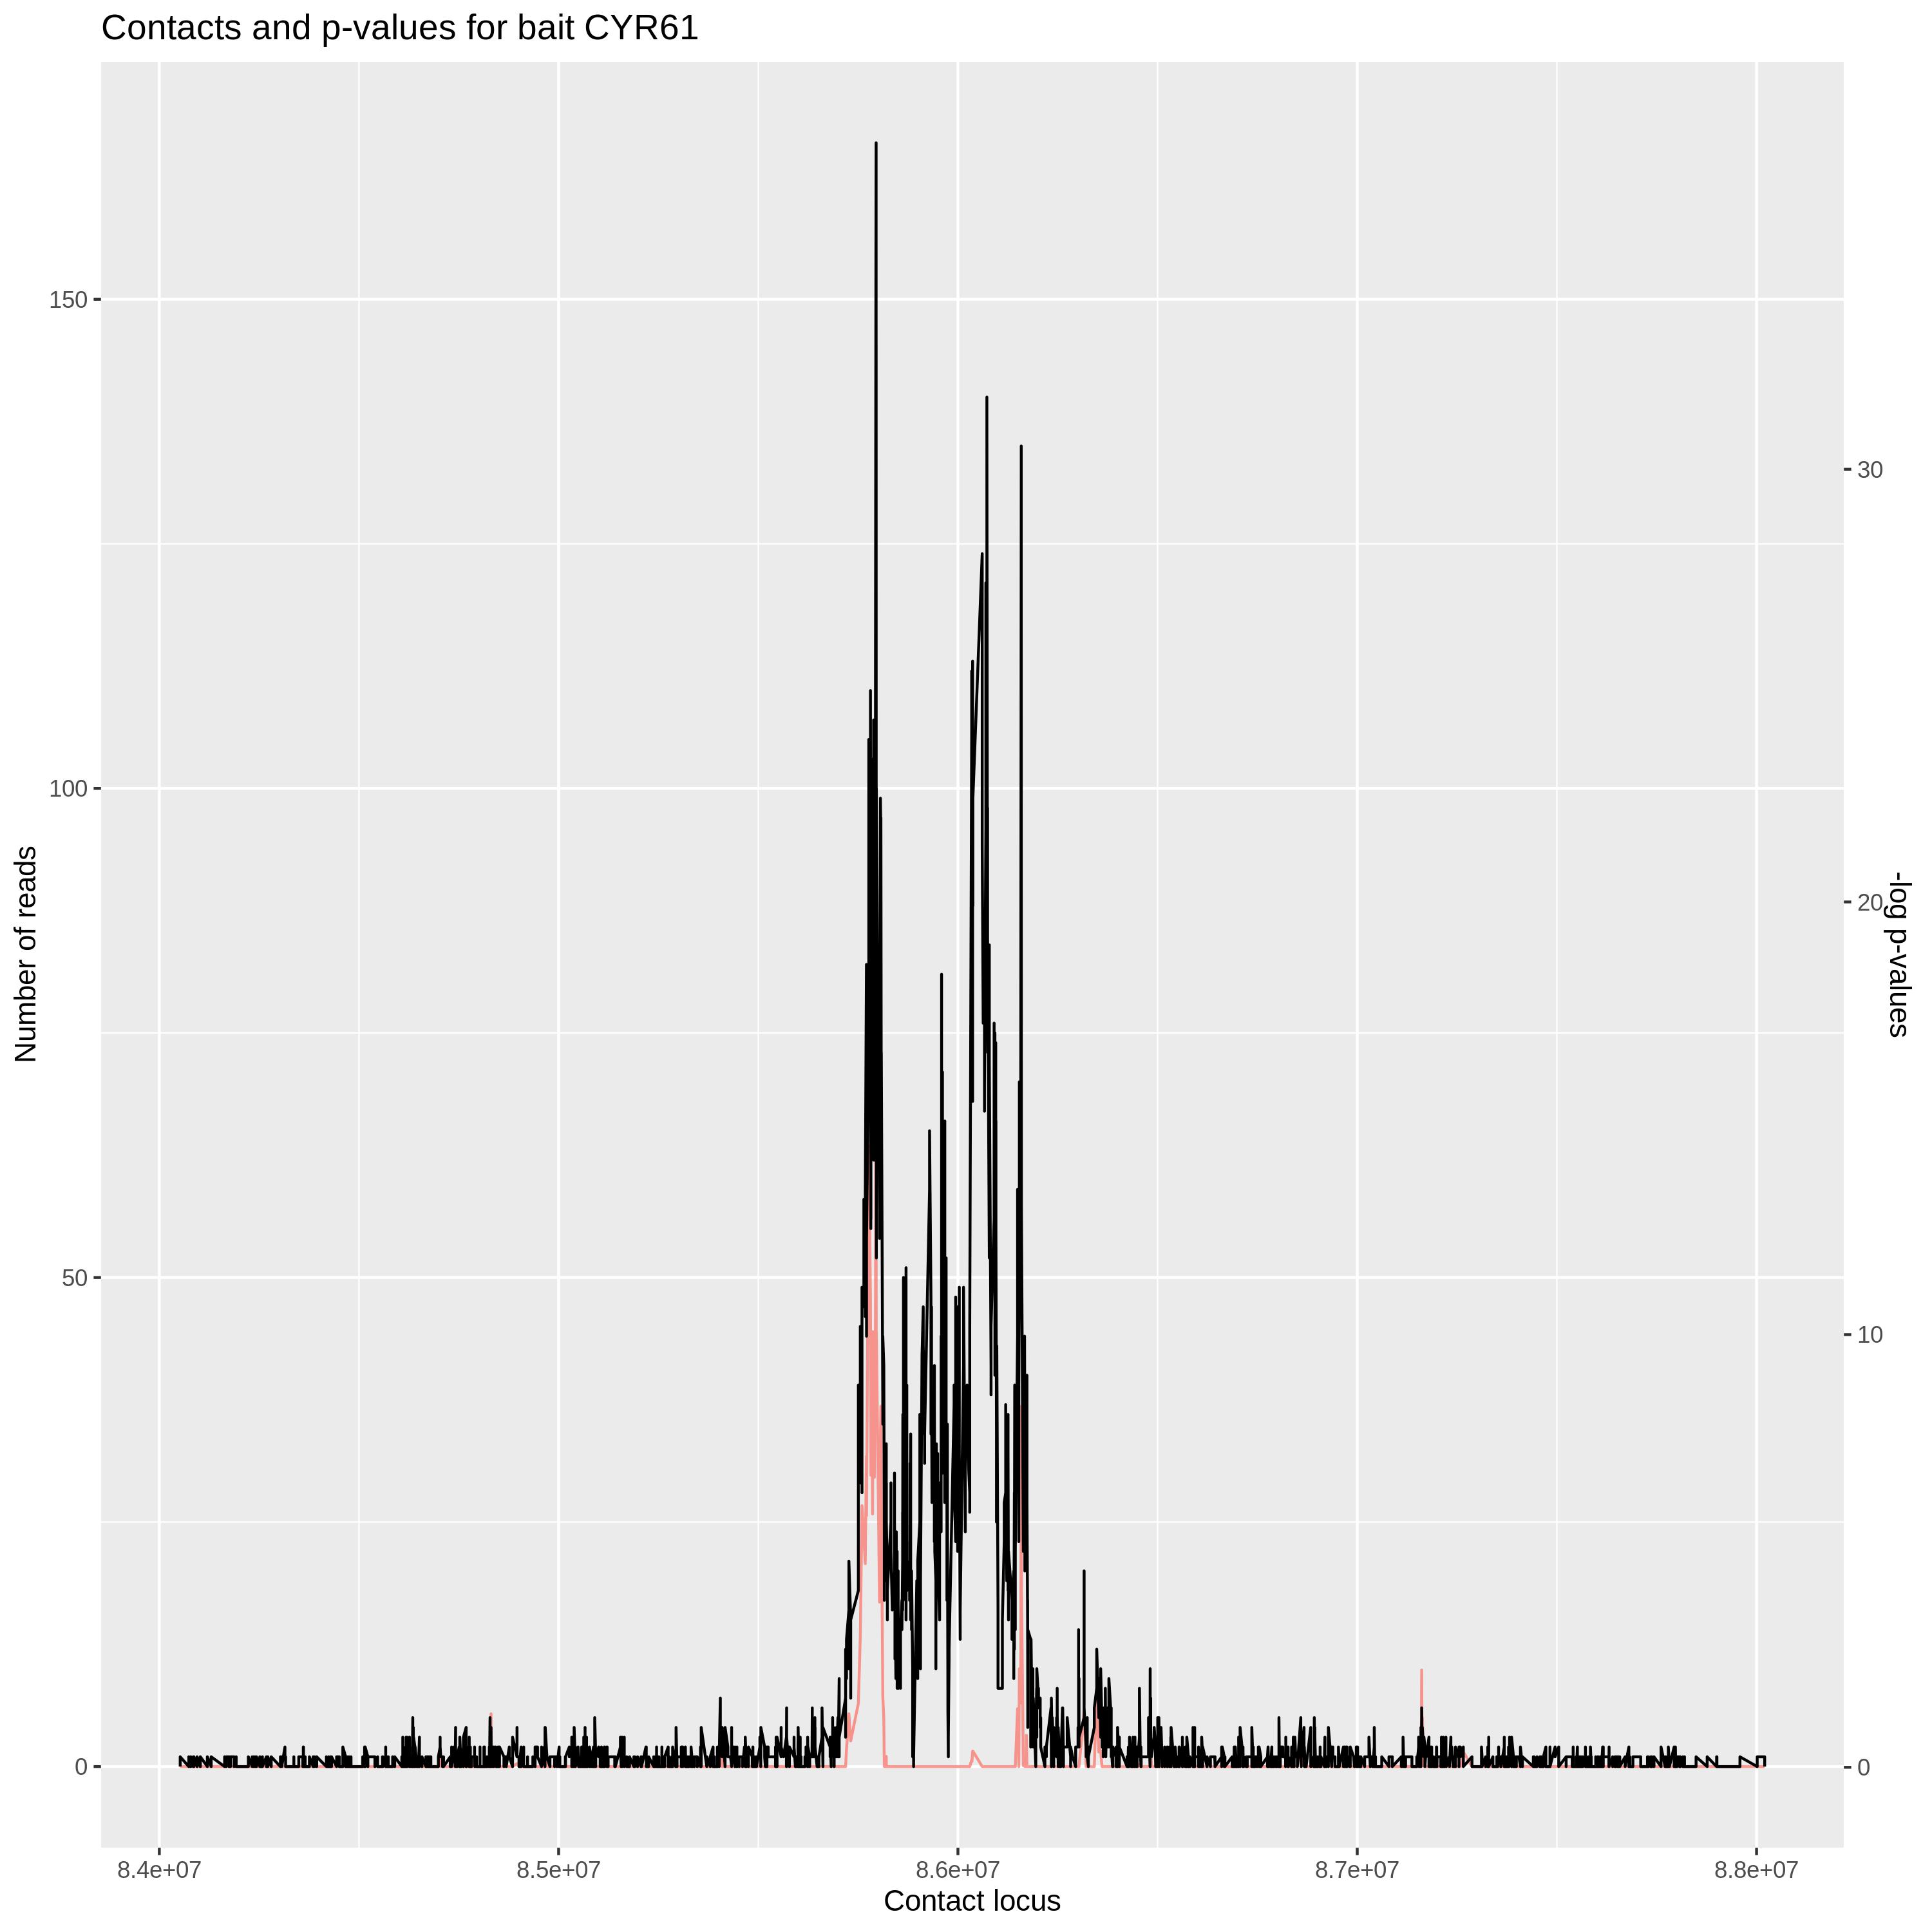 Contacts and p-values for bait CYR61
150
100
50
0
Number of reads
30
20
10
0
-log p-values
8.4e+07
8.5e+07
8.6e+07
8.7e+07
8.8e+07
Contact locus